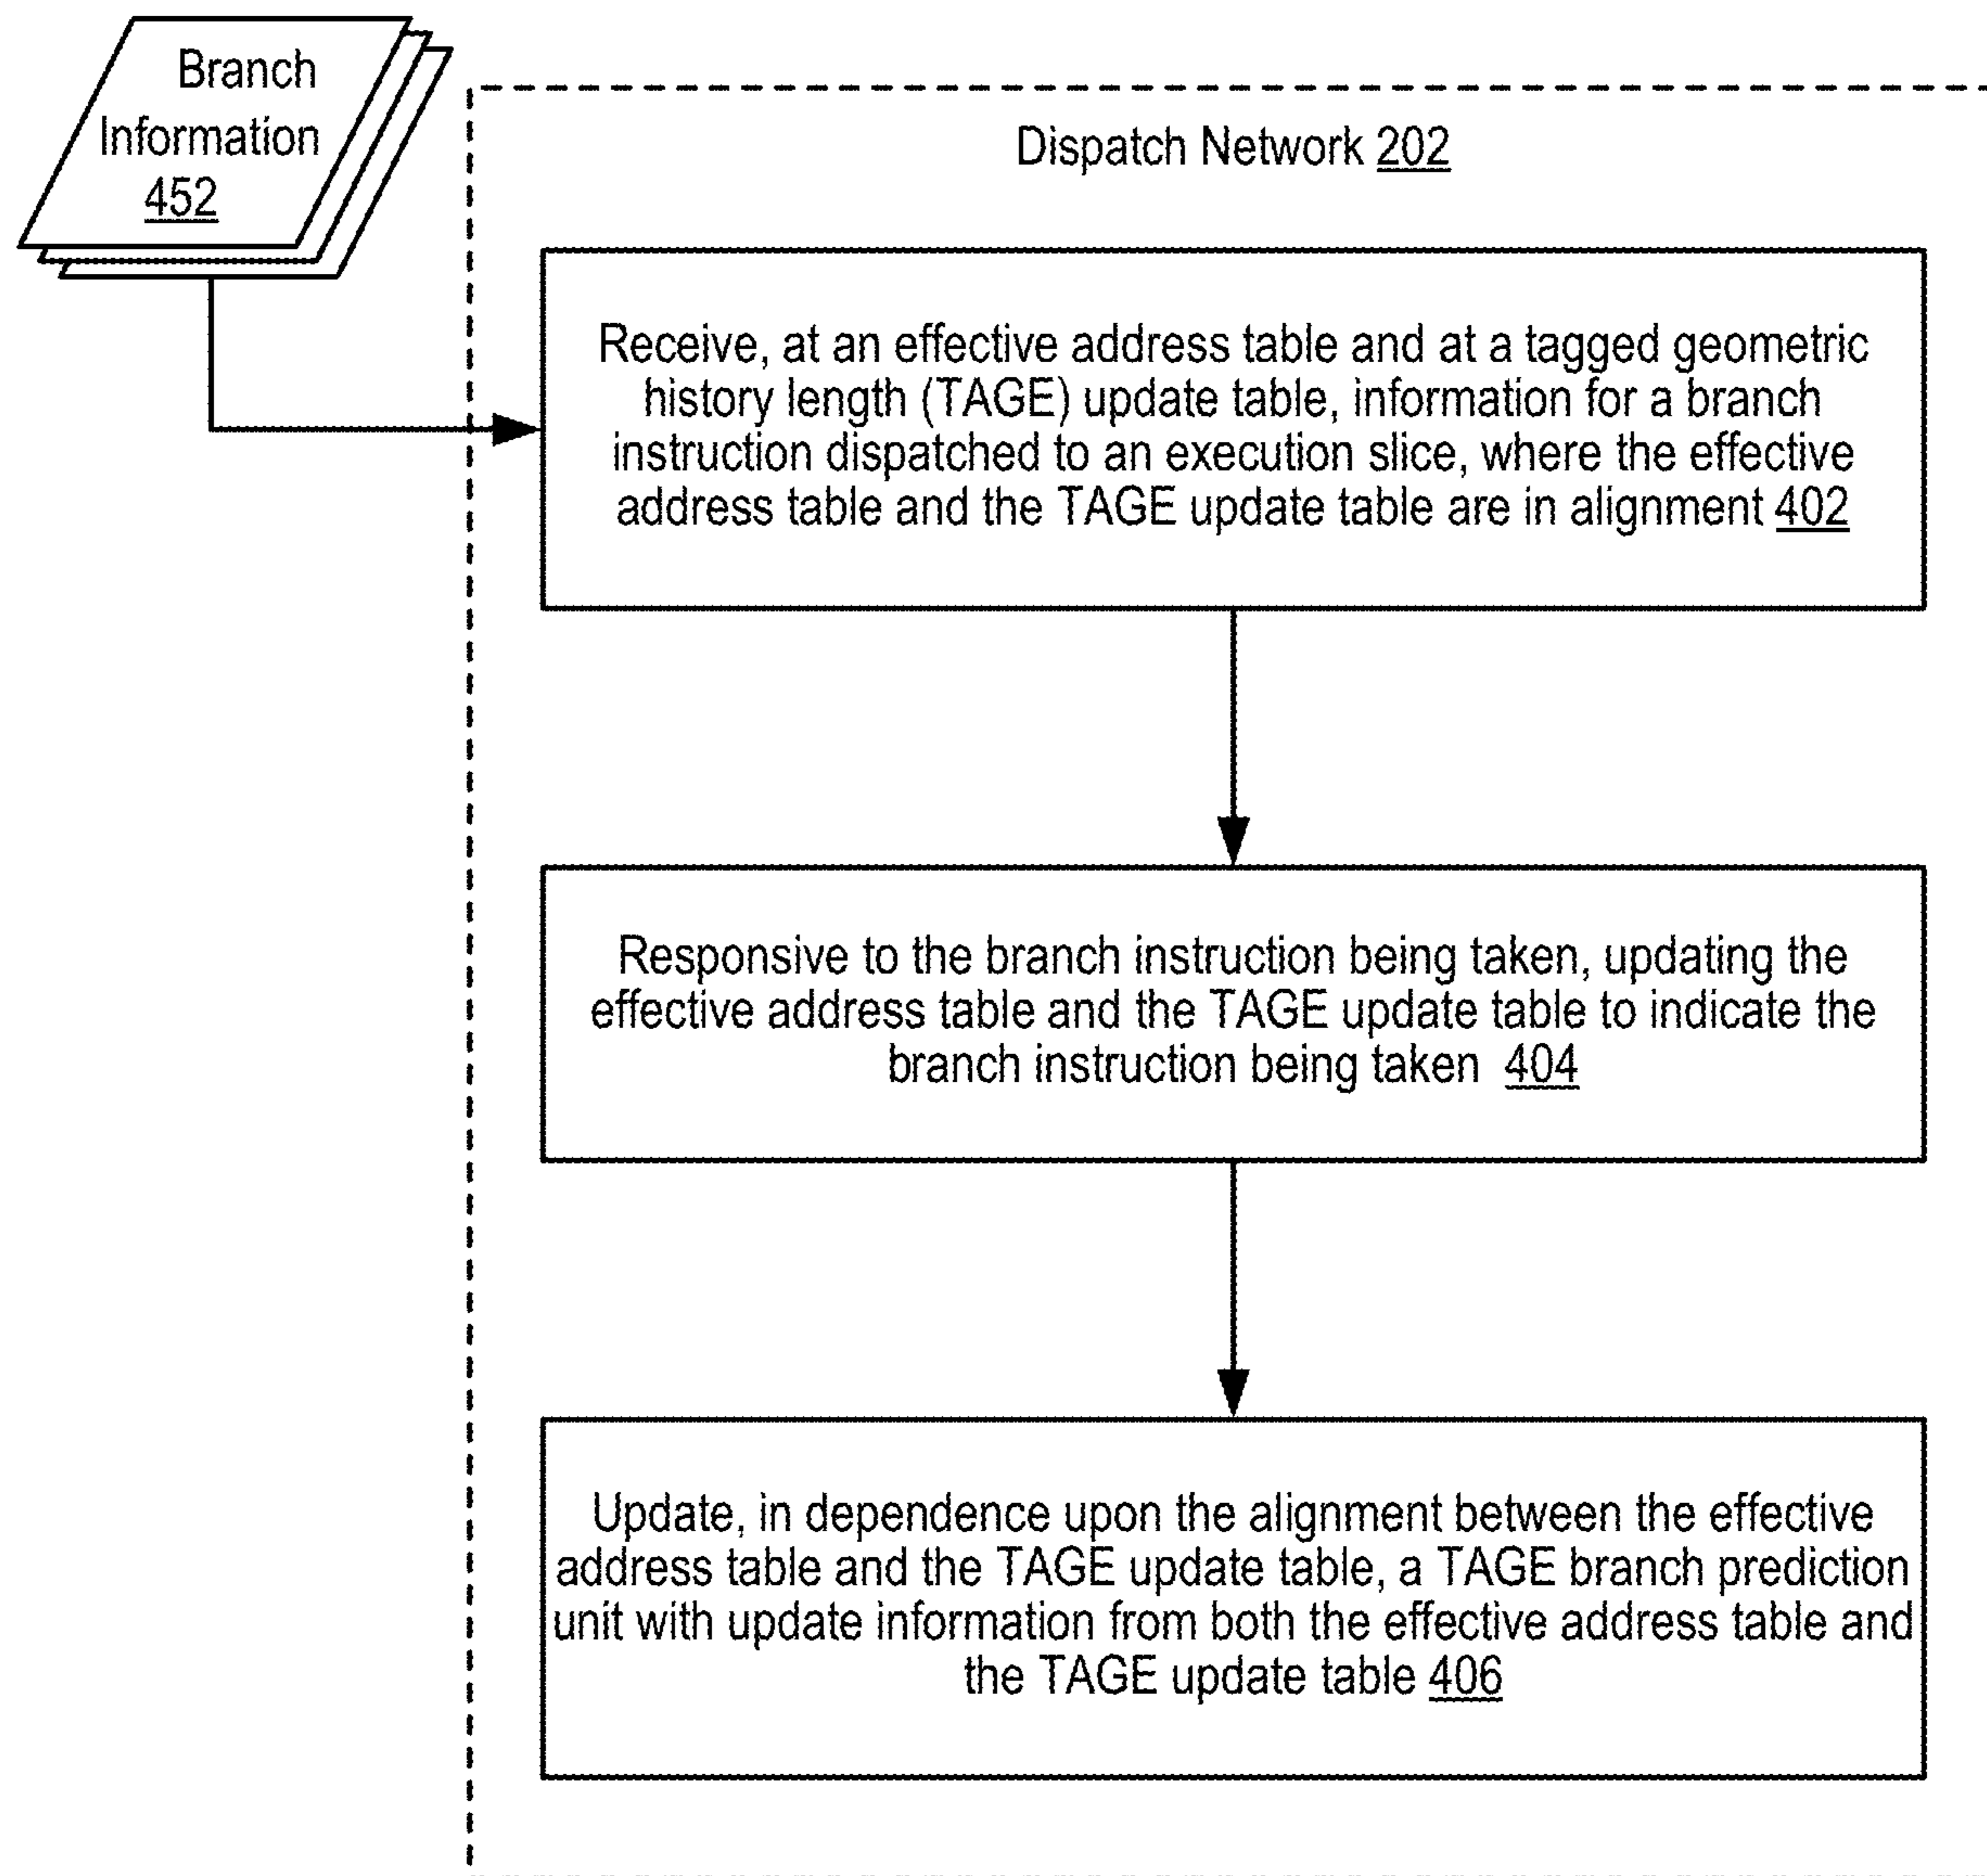 Branch
Information
452
Dispatch Network 202
Receive, at an effective address table and at a tagged geometric
history length (TAGE) update table, information for a branch
instruction dispatched to an execution slice, where the effective
address table and the TAGE update table are in alignment 402
Responsive to the branch instruction being taken, updating the
effective address table and the TAGE update table to indicate the
branch instruction being taken 404
Update, in dependence upon the alignment between the effective
address table and the TAGE update table, a TAGE branch prediction
unit with update information from both the effective address table and
the TAGE update table 406